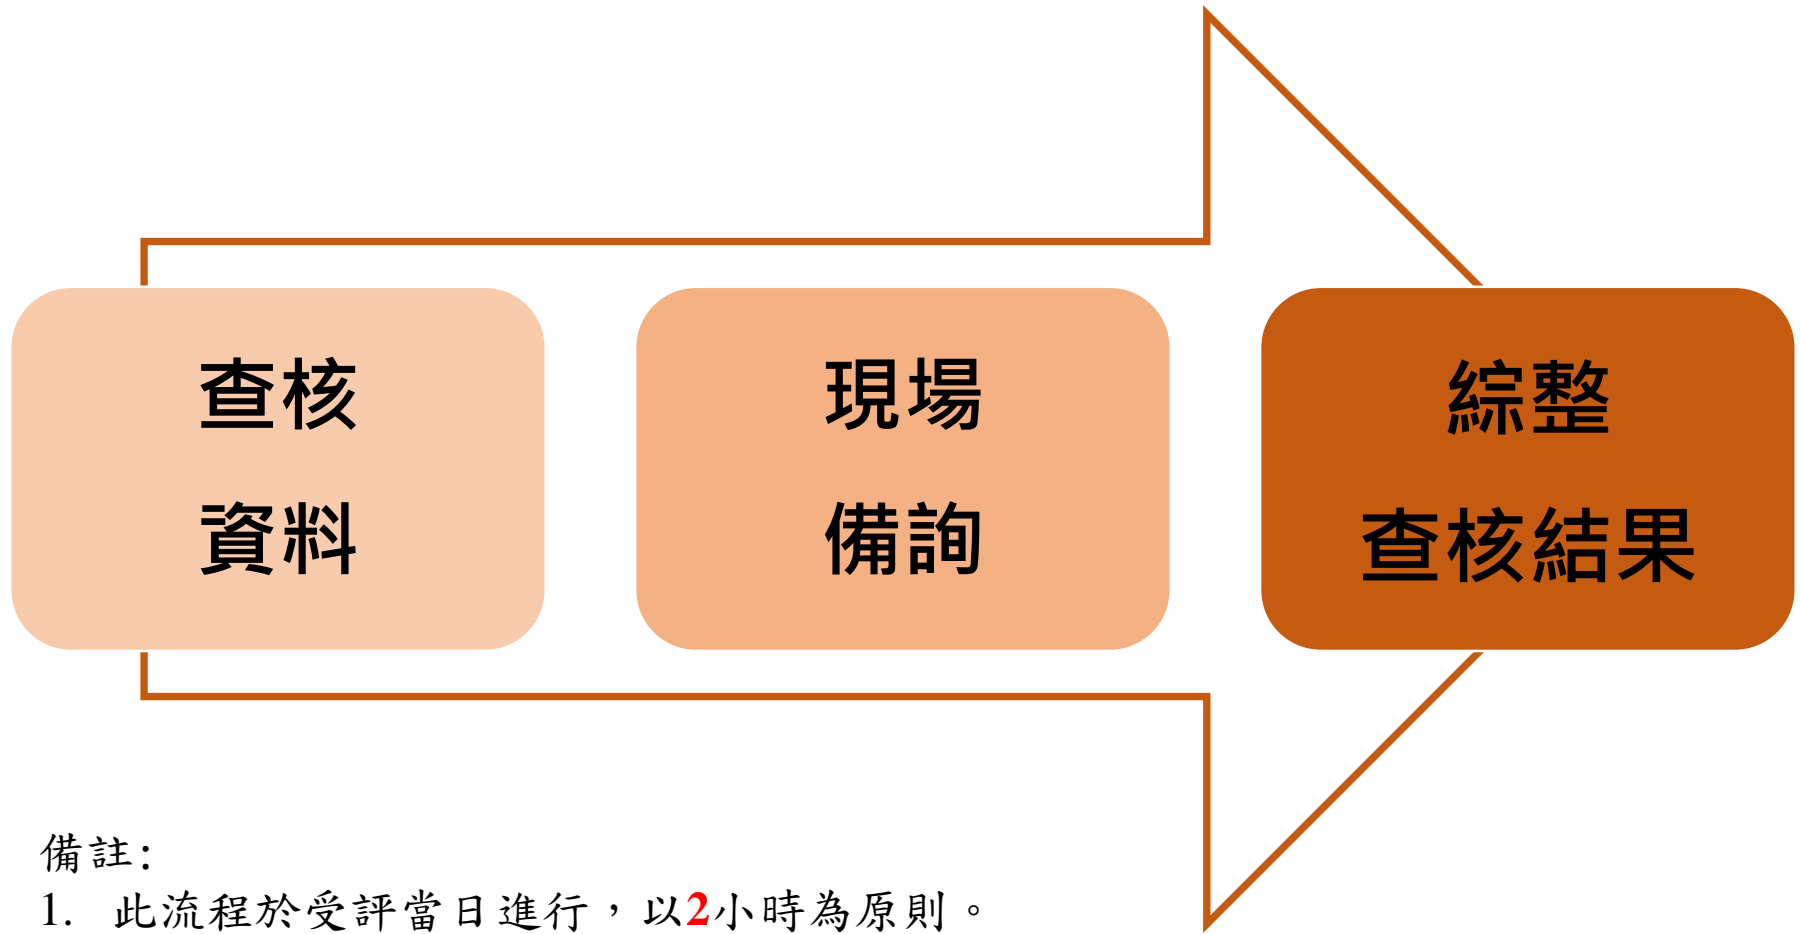 查核
資料
現場
備詢
綜整
查核結果
備註:
1. 此流程於受評當日進行，以2小時為原則。